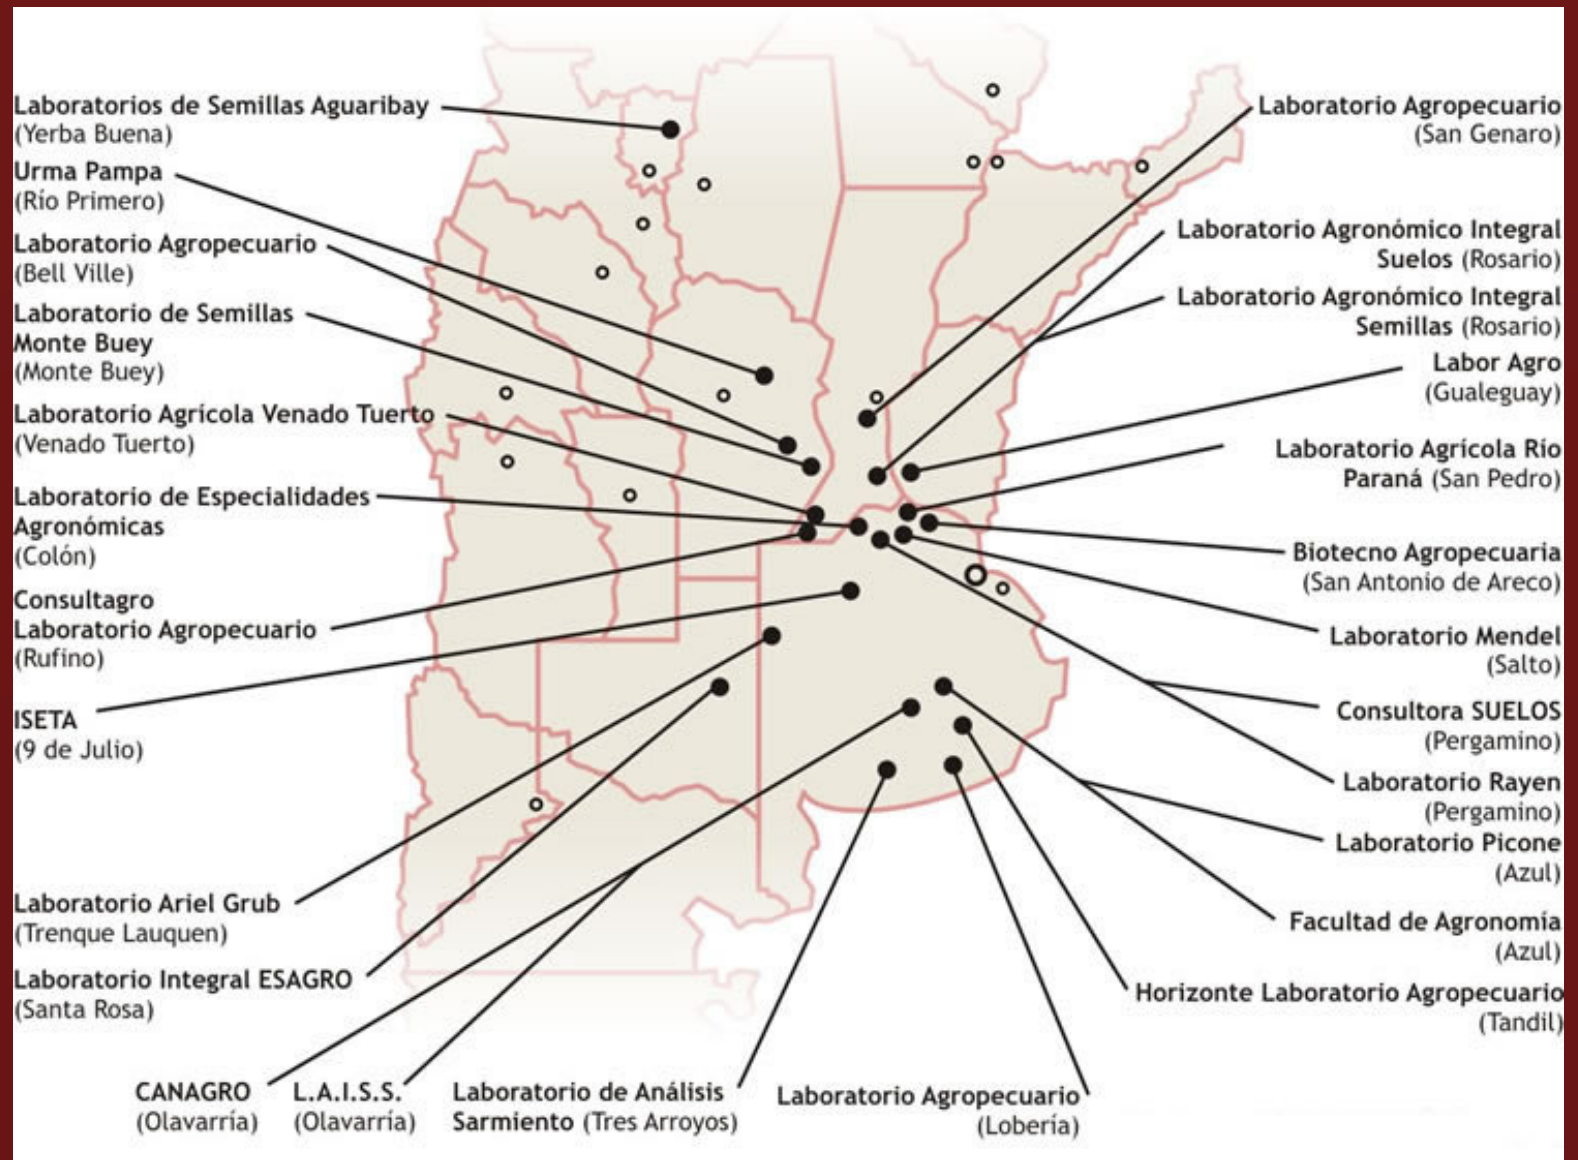 Laboratorios de Semillas Aguaribay
(Yerba Buena)
Urma Pampa
(Río Primero)
Laboratorio Agropecuario
(Bell Ville)
Laboratorio de Semillas
Monte Buey
(Monte Buey)
Laboratorio Agrícola Venado Tuerto
(Venado Tuerto)
Laboratorio de Especialidades
Agronómicas
(Colón)
Consultagro
Laboratorio Agropecuario
(Rufino)
ISETA
(9 de Julio)
Laboratorio Ariel Grub
(Trenque Lauquen)
Laboratorio Integral ESAGRO
(Santa Rosa)
CANAGRO
(Olavarría)
L.A.I.S.S.
(Olavarría)
Laboratorio de Análisis
Sarmiento (Tres Arroyos)
Laboratorio Agropecuario
(Lobería)
Laboratorio Agropecuario
(San Genaro)
Laboratorio Agronómico Integral
Suelos (Rosario)
Laboratorio Agronómico Integral
Semillas (Rosario)
Labor Agro
(Gualeguay)
Laboratorio Agrícola Río
Paraná (San Pedro)
Biotecno Agropecuaria
(San Antonio de Areco)
Laboratorio Mendel
(Salto)
Consultora SUELOS
(Pergamino)
Laboratorio Rayen
(Pergamino)
Laboratorio Picone
(Azul)
Facultad de Agronomía
(Azul)
Horizonte Laboratorio Agropecuario
(Tandil)